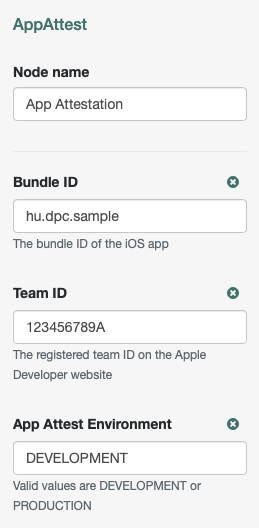 AppAttest
Node name
App Attestation
Bundle ID
hu.dpc.sample
The bundle ID of the iOS app
Team ID
123456789A
The registered team ID on the Apple
Developer website
App Attest Environment
DEVELOPMENT
Valid values are DEVELOPMENT or
PRODUCTION